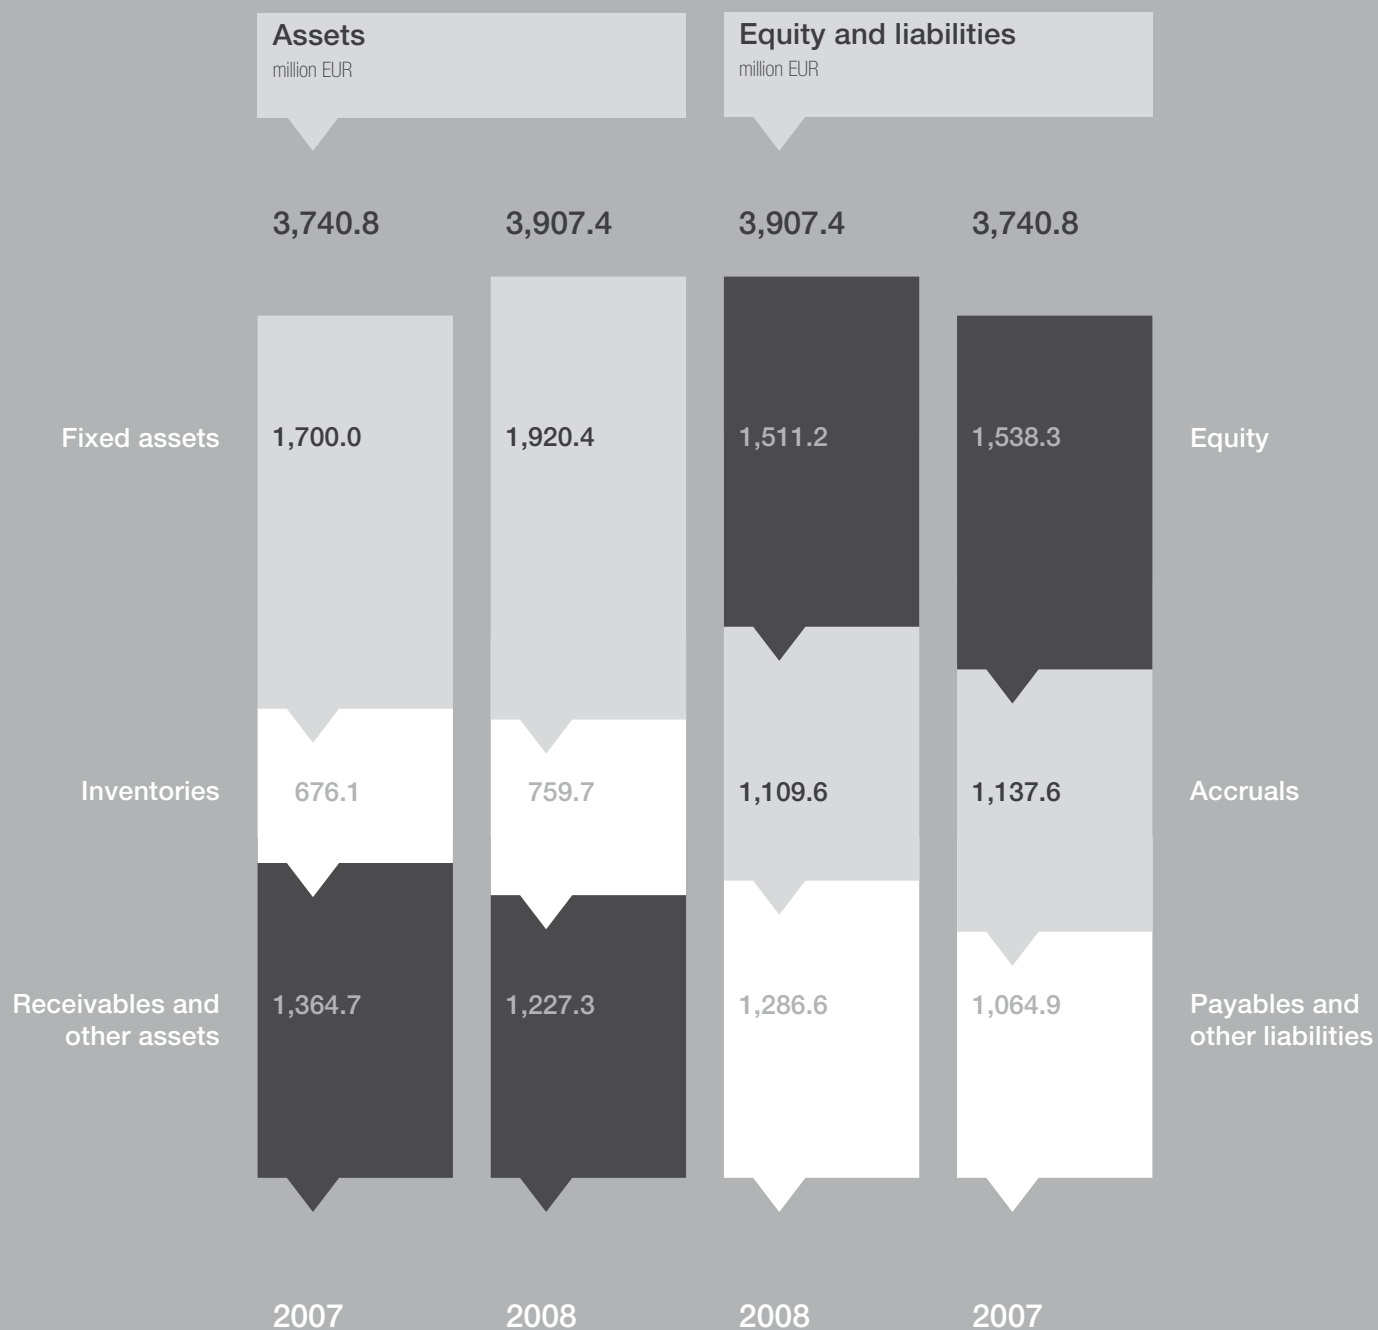 Assets
million EUR
Equity and liabilities
million EUR
3,740.8 3,907.4 3,907.4 3,740.8
Fixed assets 1,700.0 1,920.4 1,511.2 1,538.3 Equity
Inventories 676.1 759.7 1,109.6 1,137.6 Accruals
Receivables and
other assets
1,364.7 1,227.3 1,286.6 1,064.9
Payables and
other liabilities
2007 2008 2008 2007